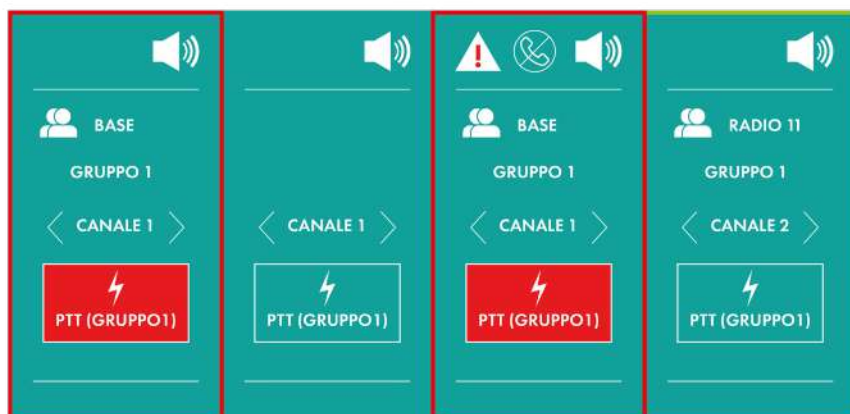 BASE
GRUPPO 1
CANALE 1
PTT (GRUPPO1)
CANALE 1
PTT (GRUPPO1)
BASE
GRUPPO 1
CANALE 1
PTT (GRUPPO1)
RADIO 11
GRUPPO 1
CANALE 2
PTT (GRUPPO1)